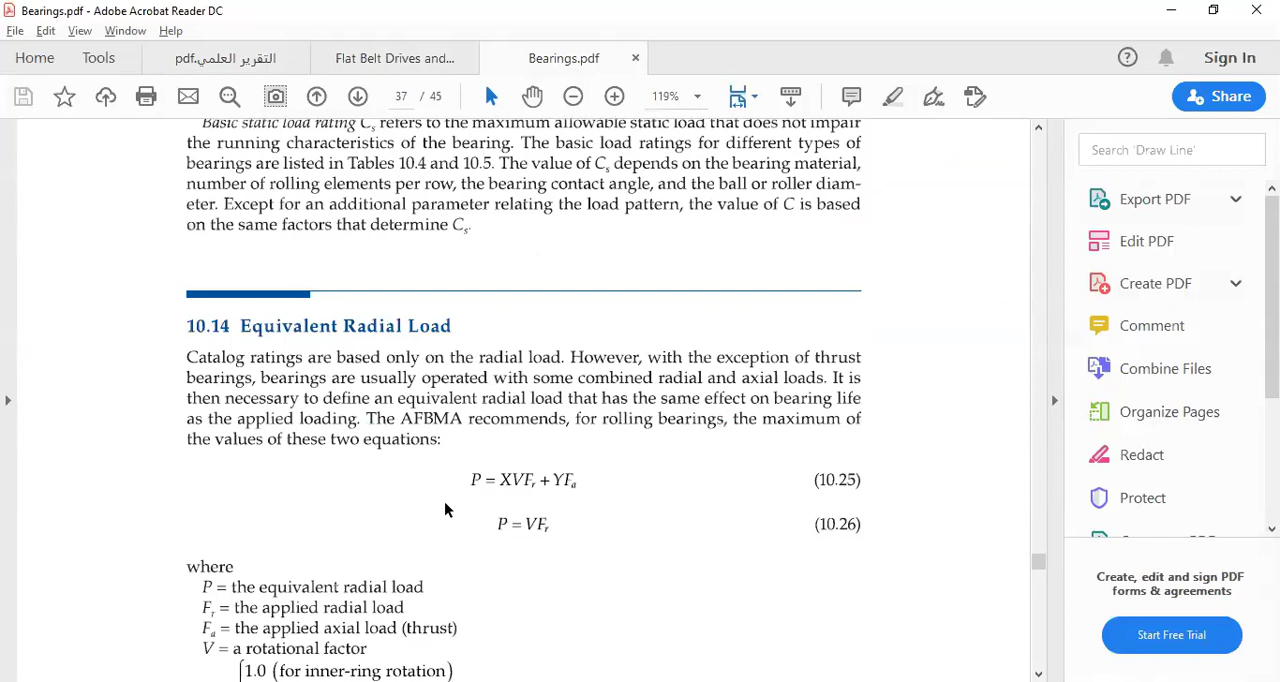 Bearings.pdf - Adobe Acrobat Reader DC
File Edit View Window Help
Home Tools التقرير العلمي.pdf Flat Belt Drives and... Bearings.pdf × Sign In
37 / 45 119% Share
Basic static load rating Cs refers to the maximum allowable static load that does not impair
the running characteristics of the bearing. The basic load ratings for different types of
bearings are listed in Tables 10.4 and 10.5. The value of Cs depends on the bearing material,
number of rolling elements per row, the bearing contact angle, and the ball or roller diam-
eter. Except for an additional parameter relating the load pattern, the value of C is based
on the same factors that determine Cs.
10.14 Equivalent Radial Load
Catalog ratings are based only on the radial load. However, with the exception of thrust
bearings, bearings are usually operated with some combined radial and axial loads. It is
then necessary to define an equivalent radial load that has the same effect on bearing life
as the applied loading. The AFBMA recommends, for rolling bearings, the maximum of
the values of these two equations:
P = XVFr + YFa (10.25)
P = VFr (10.26)
where
P = the equivalent radial load
Fr = the applied radial load
Fa = the applied axial load (thrust)
V = a rotational factor
1.0 (for inner-ring rotation)
Search 'Draw Line'
Export PDF
Edit PDF
Create PDF
Comment
Combine Files
Organize Pages
Redact
Protect
Create, edit and sign PDF
forms & agreements
Start Free Trial